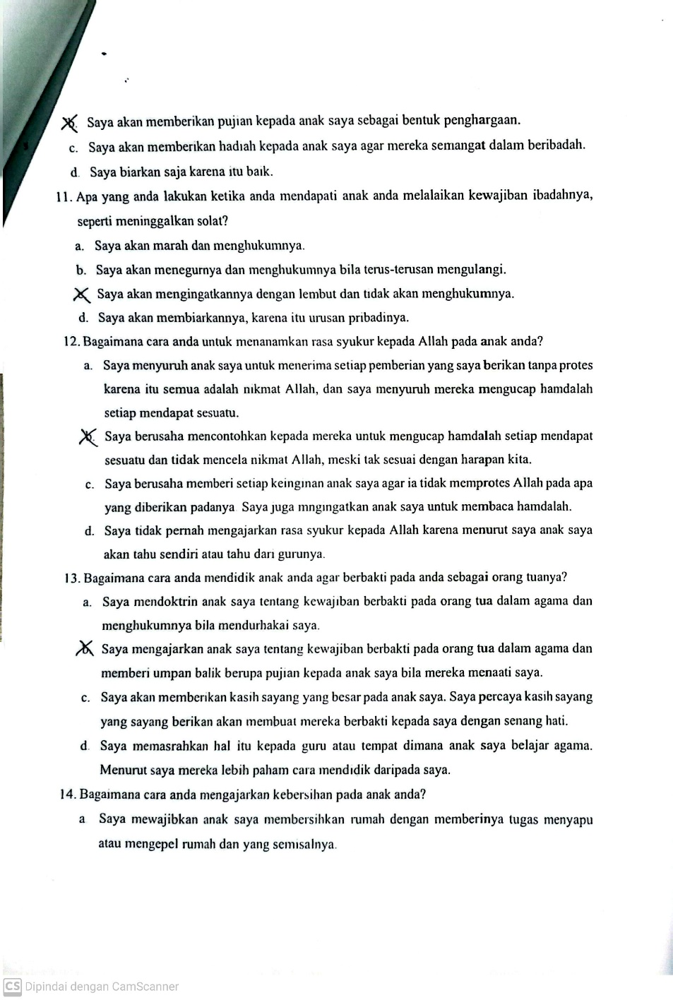 b. Saya akan memberikan pujian kepada anak saya sebagai bentuk penghargaan.
c. Saya akan memberikan hadiah kepada anak saya agar mereka semangat dalam beribadah.
d. Saya biarkan saja karena itu baik.
11. Apa yang anda lakukan ketika anda mendapati anak anda melalaikan kewajiban ibadahnya,
seperti meninggalkan solat?
a. Saya akan marah dan menghukumnya.
b. Saya akan menegurnya dan menghukumnya bila terus-terusan mengulangi.
c. Saya akan mengingatkannya dengan lembut dan tidak akan menghukumnya.
d. Saya akan membiarkannya, karena itu urusan pribadinya.
12. Bagaimana cara anda untuk menanamkan rasa syukur kepada Allah pada anak anda?
a. Saya menyuruh anak saya untuk menerima setiap pemberian yang saya berikan tanpa protes
karena itu semua adalah nikmat Allah, dan saya menyuruh mereka mengucap hamdalah
setiap mendapat sesuatu.
b. Saya berusaha mencontohkan kepada mereka untuk mengucap hamdalah setiap mendapat
sesuatu dan tidak mencela nikmat Allah, meski tak sesuai dengan harapan kita.
c. Saya berusaha memberi setiap keinginan anak saya agar ia tidak memprotes Allah pada apa
yang diberikan padanya. Saya juga mngingatkan anak saya untuk membaca hamdalah.
d. Saya tidak pernah mengajarkan rasa syukur kepada Allah karena menurut saya anak saya
akan tahu sendiri atau tahu dari gurunya.
13. Bagaimana cara anda mendidik anak anda agar berbakti pada anda sebagai orang tuanya?
a. Saya mendoktrin anak saya tentang kewajiban berbakti pada orang tua dalam agama dan
menghukumnya bila mendurhakai saya.
b. Saya mengajarkan anak saya tentang kewajiban berbakti pada orang tua dalam agama dan
memberi umpan balik berupa pujian kepada anak saya bila mereka menaati saya.
c. Saya akan memberikan kasih sayang yang besar pada anak saya. Saya percaya kasih sayang
yang sayang berikan akan membuat mereka berbakti kepada saya dengan senang hati.
d. Saya memasrahkan hal itu kepada guru atau tempat dimana anak saya belajar agama.
Menurut saya mereka lebih paham cara mendidik daripada saya.
14. Bagaimana cara anda mengajarkan kebersihan pada anak anda?
a Saya mewajibkan anak saya membersihkan rumah dengan memberinya tugas menyapu
atau mengepel rumah dan yang semisalnya.
CS Dipindai dengan CamScanner